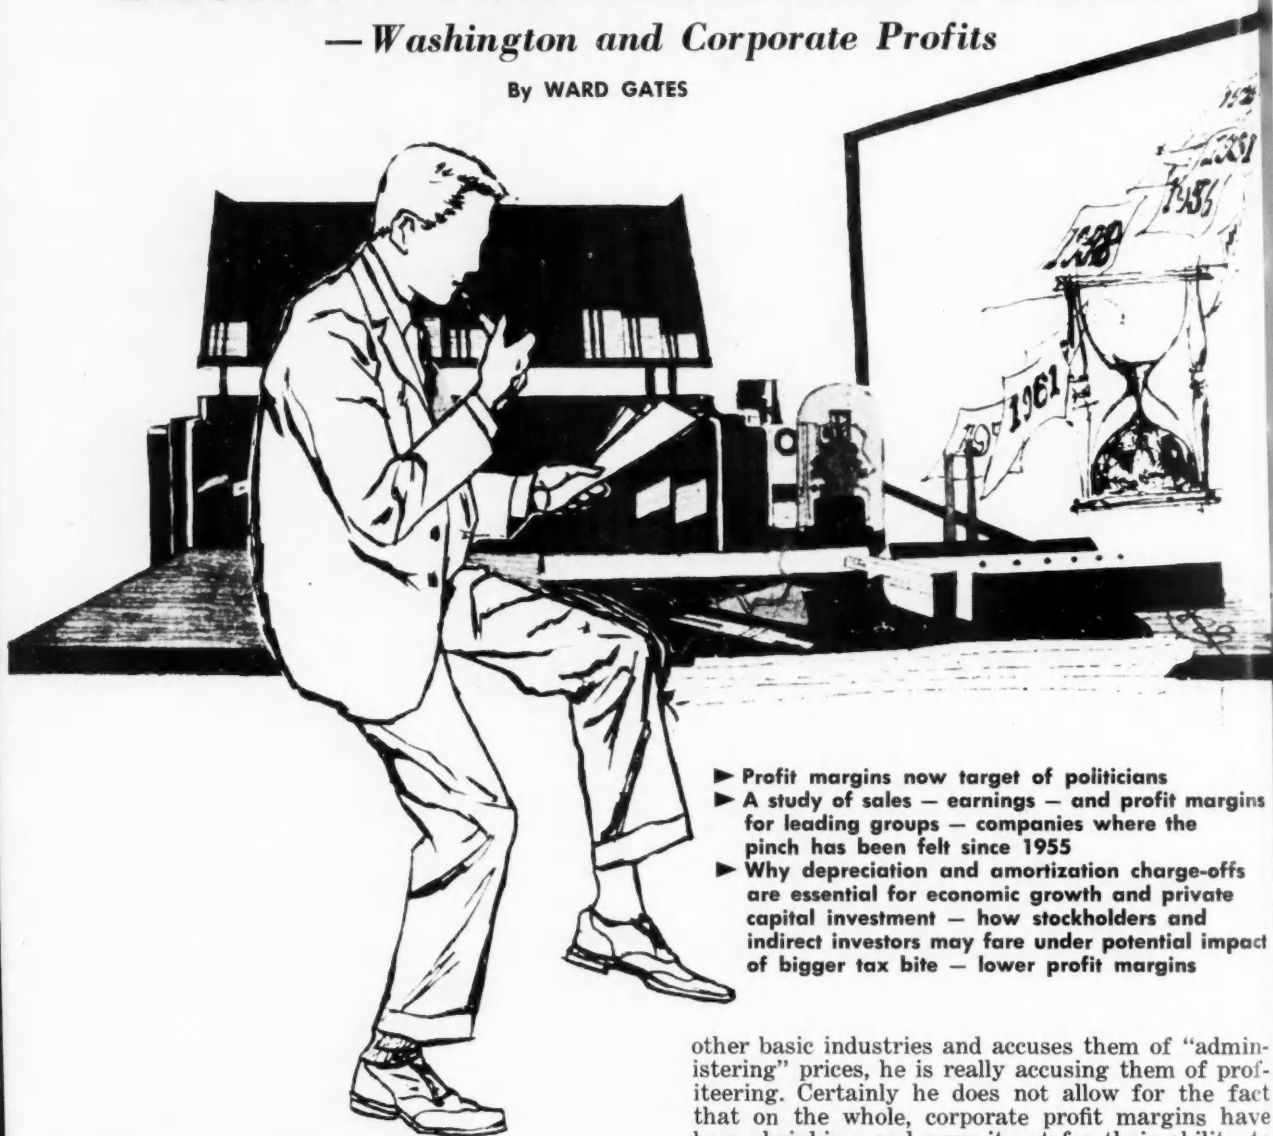 — Washington and Corporate Profits
By WARD GATES
1961
► Profit margins now target of politicians
► A study of sales — earnings — and profit margins
for leading groups — companies where the
pinch has been felt since 1955
► Why depreciation and amortization charge-offs
are essential for economic growth and private
capital investment — how stockholders and
indirect investors may fare under potential impact
of bigger tax bite — lower profit margins
other basic industries and accuses them of “admin-
istering” prices, he is really accusing them of prof-
iteering. Certainly he does not allow for the fact
that on the whole, corporate profit margins have